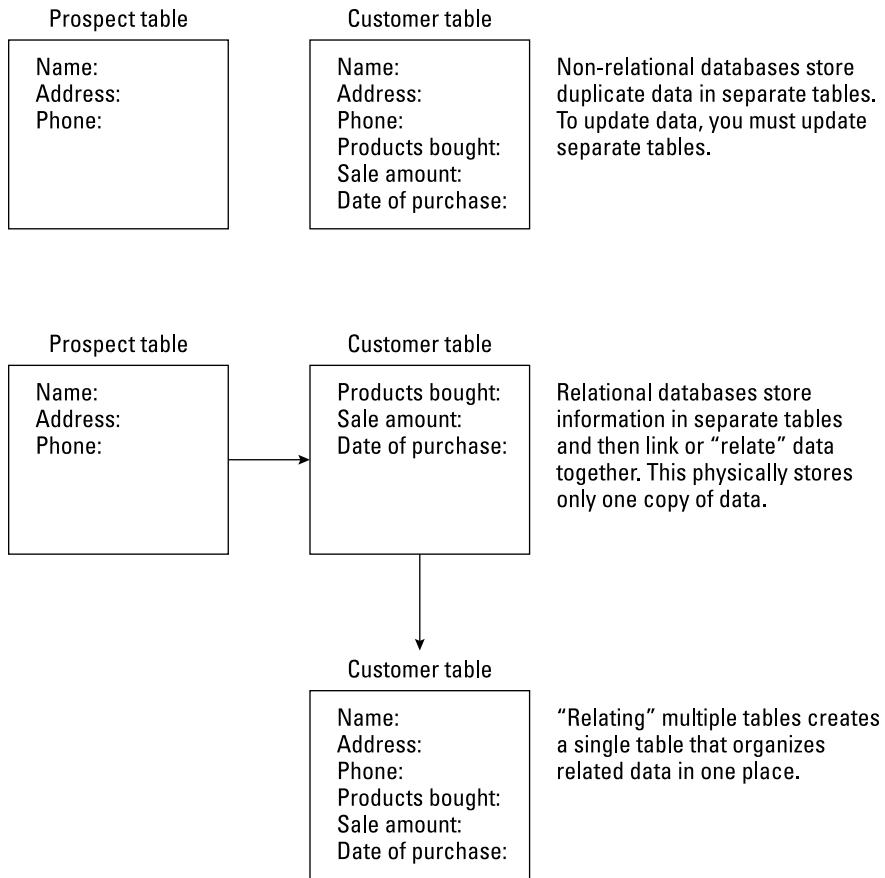 Prospect table
Name:
Address:
Phone:
Customer table
Name:
Address:
Phone:
Products bought:
Sale amount:
Date of purchase:
Non-relational databases store
duplicate data in separate tables.
To update data, you must update
separate tables.
Prospect table
Name:
Address:
Phone:
Customer table
Products bought:
Sale amount:
Date of purchase:
Relational databases store
information in separate tables
and then link or “relate” data
together. This physically stores
only one copy of data.
Customer table
Name:
Address:
Phone:
Products bought:
Sale amount:
Date of purchase:
“Relating” multiple tables creates
a single table that organizes
related data in one place.